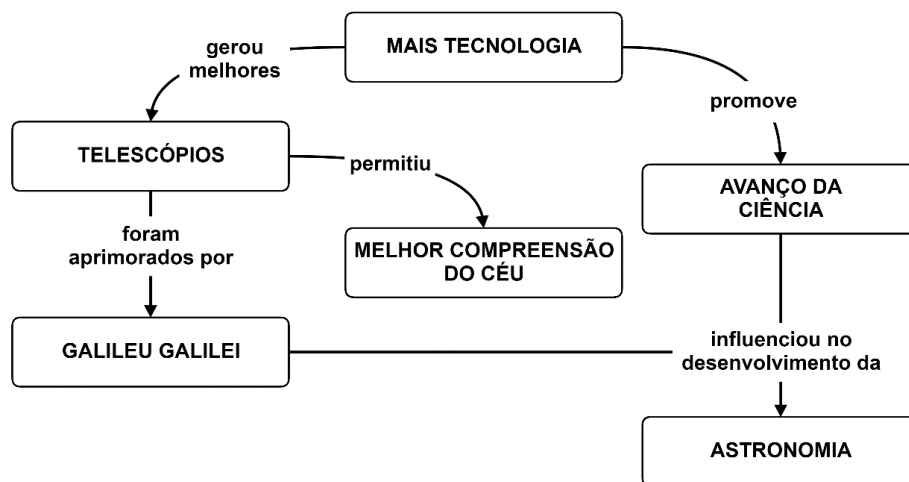 MAIS TECNOLOGIA
gerou
melhores
promove
TELESCÓPIOS
permitiu
AVANÇO DA
CIÊNCIA
foram
aprimorados por
MELHOR COMPREENSÃO
DO CÉU
GALILEU GALILEI
influenciou no
desenvolvimento da
ASTRONOMIA